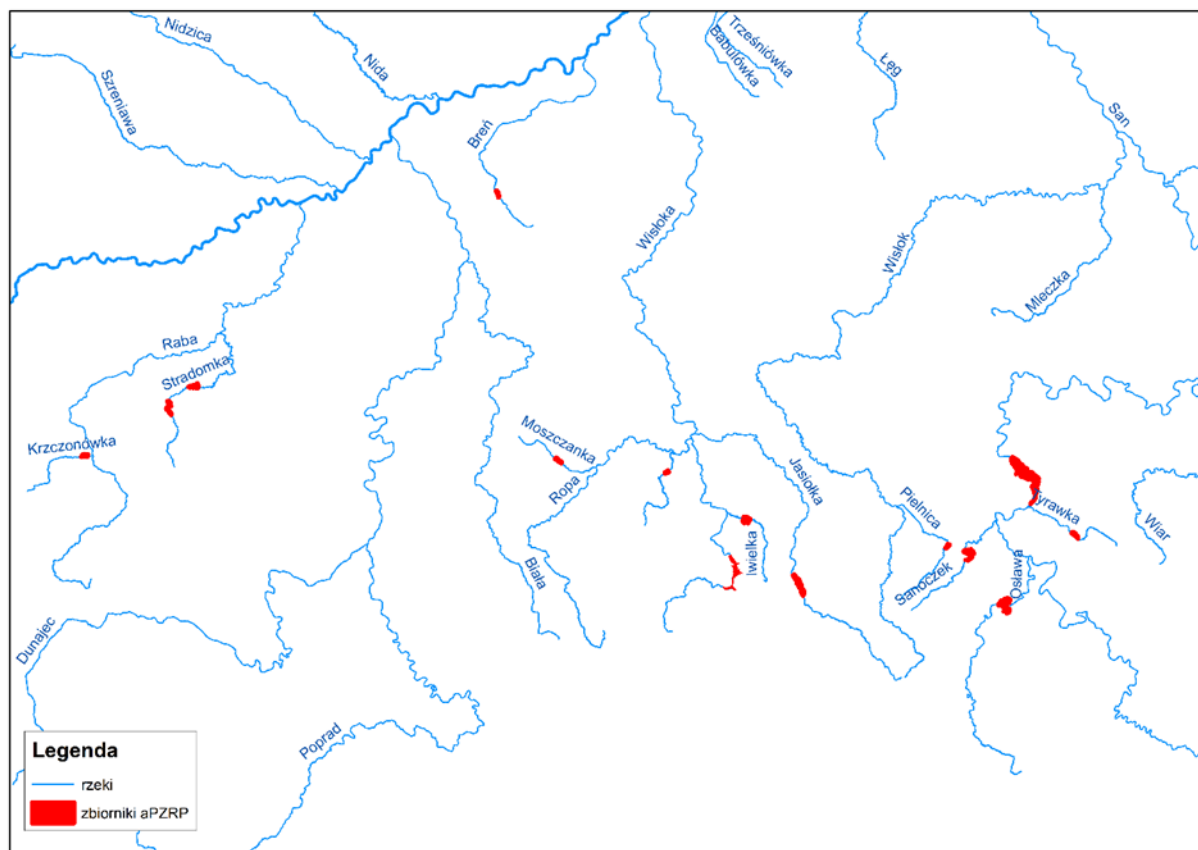 Nidzica
Nida
Szreniawa
Trześniówka
Babulówka
Łęg
San
Breń
Wisłoka
Wisłok
Mleczka
Raba
Stradomka
Krzczonówka
Moszczanka
Ropa
Jasiołka
Pielnica
Tyrawka
Wiar
Iwielka
Biała
Sanoczek
Osława
Dunajec
Poprad
Legenda
rzeki
zbiorniki aPZRP